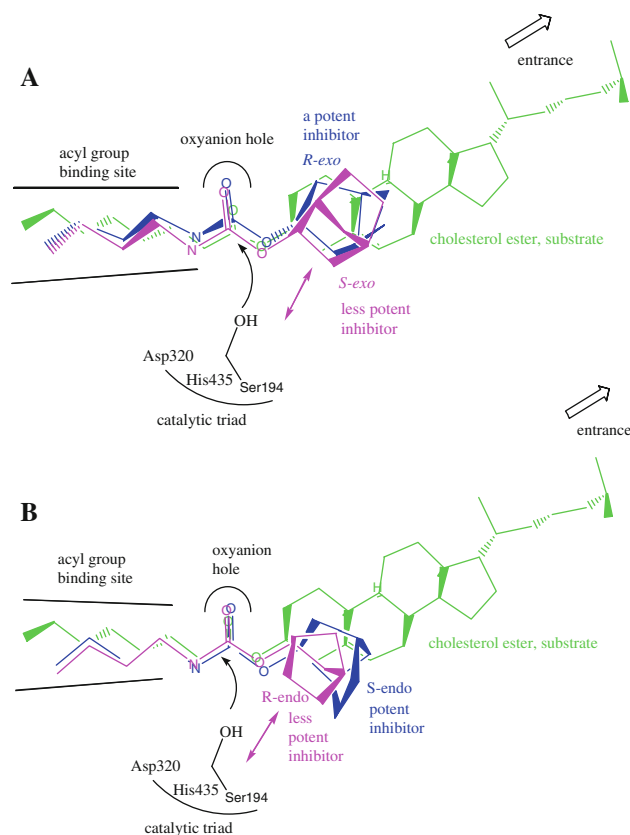 entrance
A
a potent
inhibitor
R-exo
oxyanion hole
acyl group
binding site
O
O
O
H
N
N
O
O
cholesterol ester, substrate
S-exo
less potent
inhibitor
OH
Asp320
His435
Ser194
catalytic triad
entrance
B
oxyanion
hole
acyl group
binding site
O
O
O
H
cholesterol ester, substrate
O
O
N
O
R-endo
less
potent
inhibitor
S-endo
potent
inhibitor
OH
Asp320
His435
Ser194
catalytic triad